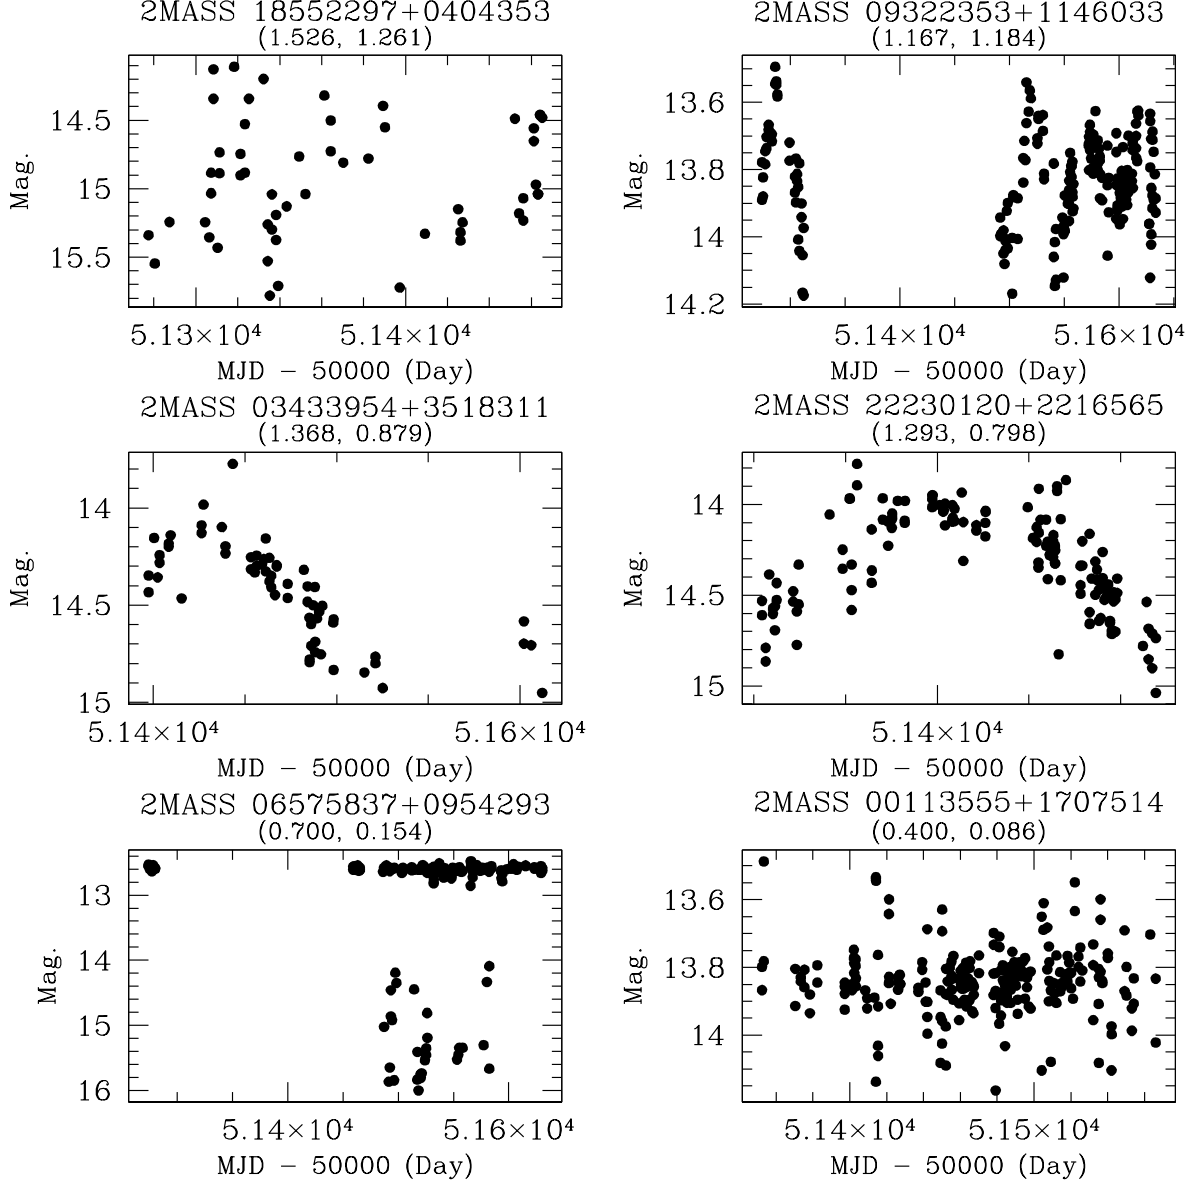 2MASS 18552297+0404353
(1.526, 1.261)
Mag.
14.5
15
15.5
5.13×10⁴ 5.14×10⁴
MJD − 50000 (Day)
2MASS 09322353+1146033
(1.167, 1.184)
Mag.
13.6
13.8
14
14.2
5.14×10⁴ 5.16×10⁴
MJD − 50000 (Day)
2MASS 03433954+3518311
(1.368, 0.879)
Mag.
14
14.5
15
5.14×10⁴ 5.16×10⁴
MJD − 50000 (Day)
2MASS 22230120+2216565
(1.293, 0.798)
Mag.
14
14.5
15
5.14×10⁴
MJD − 50000 (Day)
2MASS 06575837+0954293
(0.700, 0.154)
Mag.
13
14
15
16
5.14×10⁴ 5.16×10⁴
MJD − 50000 (Day)
2MASS 00113555+1707514
(0.400, 0.086)
Mag.
13.6
13.8
14
5.14×10⁴ 5.15×10⁴
MJD − 50000 (Day)